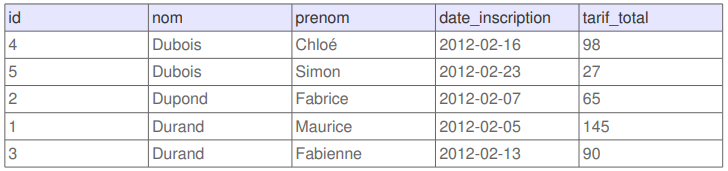 id nom prenom date_inscription tarif_total
4 Dubois Chloé 2012-02-16 98
5 Dubois Simon 2012-02-23 27
2 Dupond Fabrice 2012-02-07 65
1 Durand Maurice 2012-02-05 145
3 Durand Fabienne 2012-02-13 90